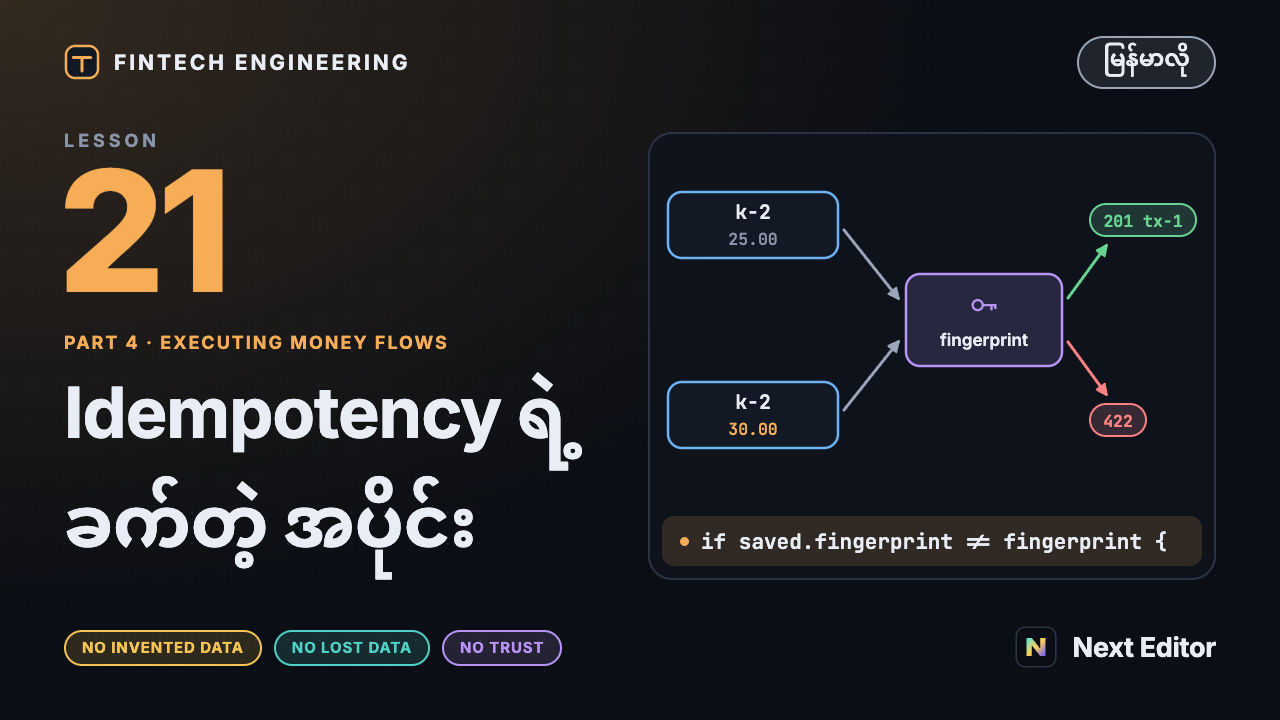 FINTECH ENGINEERING
မြန်မာလို
LESSON
21
PART 4 · EXECUTING MONEY FLOWS
Idempotency ရဲ့
ခက်တဲ့ အပိုင်း
k-2
25.00
k-2
30.00
fingerprint
201 tx-1
422
if saved.fingerprint != fingerprint {
NO INVENTED DATA
NO LOST DATA
NO TRUST
N
Next Editor